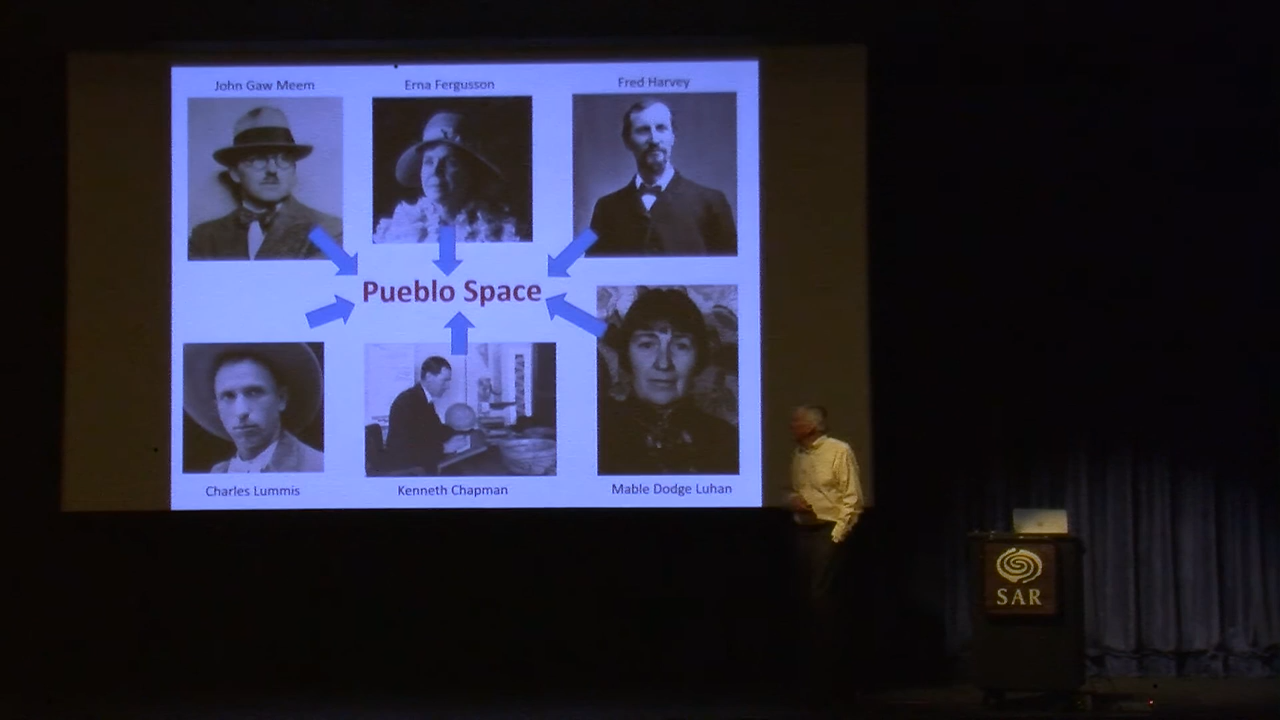 John Gaw Meem
Erna Fergusson
Fred Harvey
Pueblo Space
Charles Lummis
Kenneth Chapman
Mable Dodge Luhan
SAR